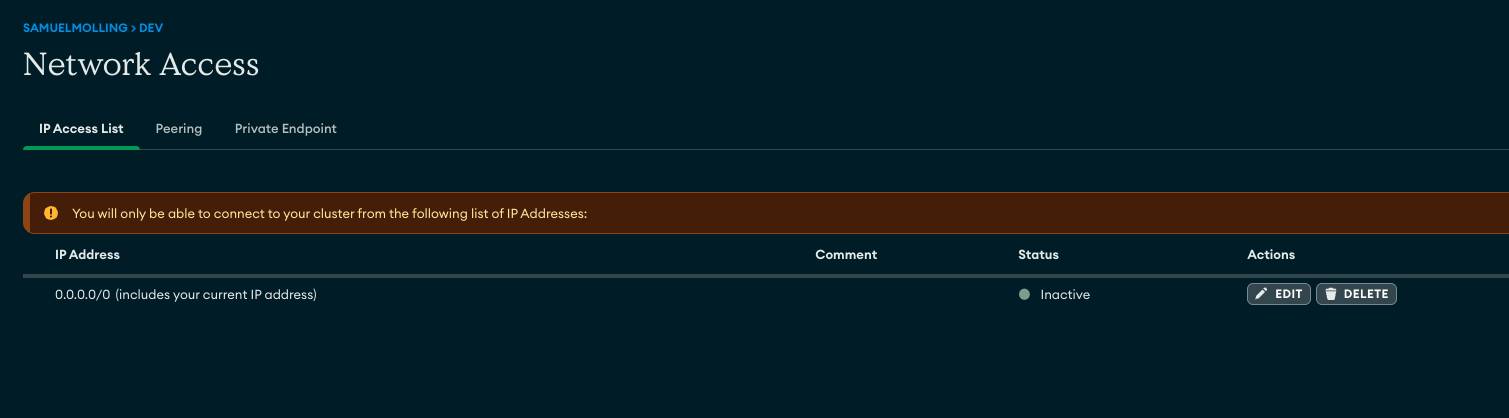 SAMUELMOLLING > DEV
Network Access
IP Access List Peering Private Endpoint
You will only be able to connect to your cluster from the following list of IP Addresses:
IP Address Comment Status Actions
0.0.0.0/0 (includes your current IP address) Inactive EDIT DELETE